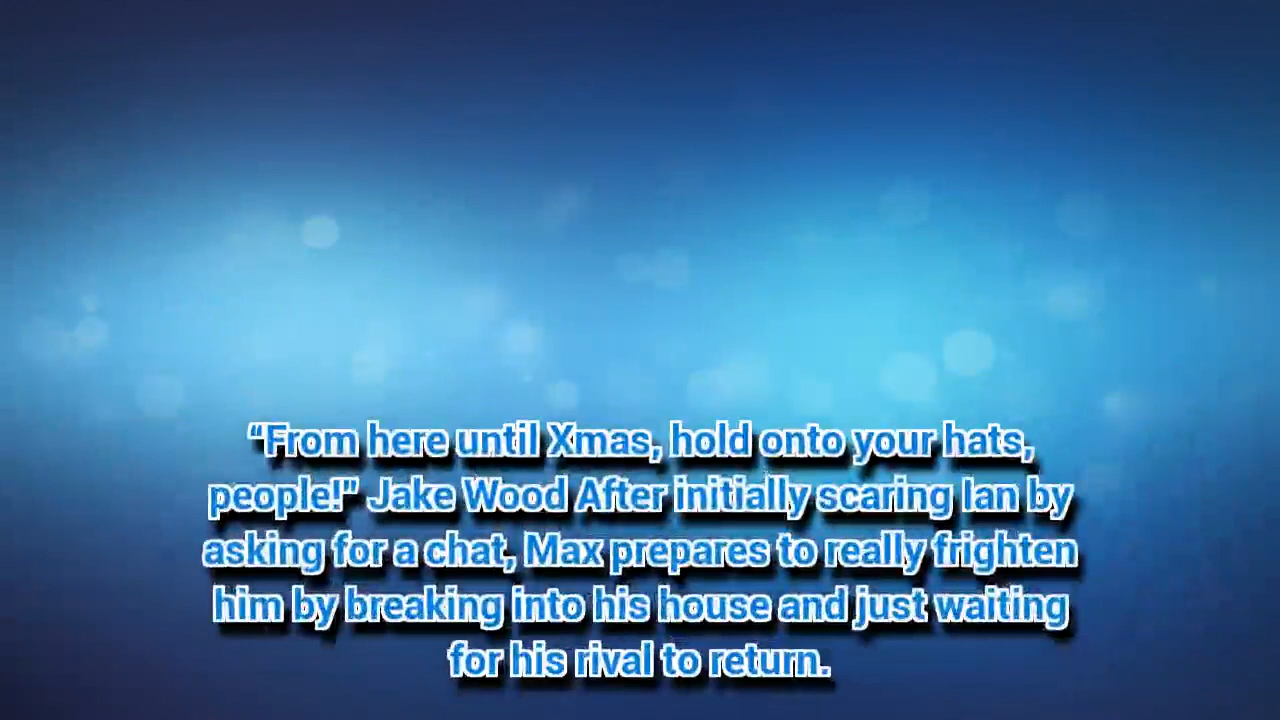 “From here until Xmas, hold onto your hats,
people!" Jake Wood After initially scaring Ian by
asking for a chat, Max prepares to really frighten
him by breaking into his house and just waiting
for his rival to return.